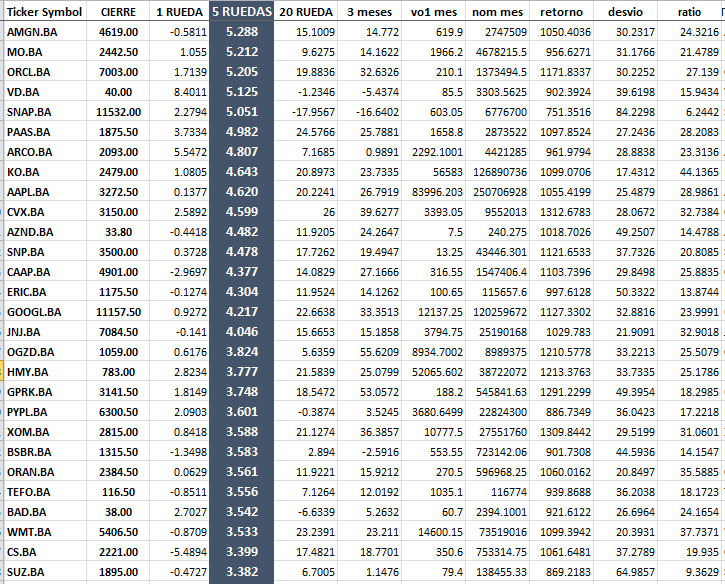 Ticker Symbol CIERRE 1 RUEDA 5 RUEDAS 20 RUEDA 3 meses vo1 mes nom mes retorno desvio ratio
AMGN.BA 4619.00 -0.5811 5.288 15.1009 14.772 619.9 2747509 1050.4036 30.2317 24.3216
MO.BA 2442.50 1.055 5.212 9.6275 14.1622 1966.2 4678215.5 956.6271 31.1766 21.4789
ORCL.BA 7003.00 1.7139 5.205 19.8836 32.6326 210.1 1373494.5 1171.8337 30.2252 27.139
VD.BA 40.00 8.4011 5.125 -1.2346 -5.4374 85.5 3303.5625 902.3924 39.6198 15.9434
SNAP.BA 11532.00 2.2794 5.051 -17.9567 -16.6402 603.05 6776700 751.3516 84.2298 6.2442
PAAS.BA 1875.50 3.7334 4.982 24.5766 25.7881 1658.8 2873522 1097.8524 27.2436 28.2083
ARCO.BA 2093.00 5.5472 4.807 7.1685 0.9891 2292.1001 4421285 961.9794 28.8838 23.3136
KO.BA 2479.00 1.0805 4.643 20.8973 23.7335 56583 126890736 1099.0706 17.4312 44.1365
AAPL.BA 3272.50 0.1377 4.620 20.2241 26.7919 83996.203 250706928 1055.4199 25.4879 28.9861
CVX.BA 3150.00 2.5892 4.599 26 39.6277 3393.05 9552013 1312.6783 28.0672 32.7384
AZND.BA 33.80 -0.4418 4.482 11.9205 24.2647 7.5 240.275 1018.7026 49.2507 14.4788
SNP.BA 3500.00 0.3728 4.478 17.7262 19.4947 13.25 43446.301 1121.6533 37.7326 20.8085
CAAP.BA 4901.00 -2.9697 4.377 14.0829 27.1666 316.55 1547406.4 1103.7396 29.8498 25.8835
ERIC.BA 1175.50 -0.1274 4.304 11.9524 14.1262 100.65 115657.6 997.6128 50.3322 13.8744
GOOGL.BA 11157.50 0.9272 4.217 22.6638 33.3513 12137.25 120259672 1127.3302 32.8816 23.9991
JNJ.BA 7084.50 -0.141 4.046 15.6653 15.1858 3794.75 25190168 1029.783 21.9091 32.9018
OGZD.BA 1059.00 0.6176 3.824 5.6359 55.6209 8934.7002 8989375 1210.5778 33.2213 25.5079
HMY.BA 783.00 2.8234 3.777 21.5839 25.0799 52065.602 38722072 1213.3763 33.7335 25.1786
GPRK.BA 3141.50 1.8149 3.748 18.5472 53.0572 188.2 545841.63 1291.2299 49.3954 18.2985
PYPL.BA 6300.50 2.0903 3.601 -0.3874 3.5245 3680.6499 22824300 886.7349 36.0423 17.2218
XOM.BA 2815.00 0.8418 3.588 21.1274 36.3857 10777.5 27551760 1309.8442 29.5199 31.0601
BSBR.BA 1315.50 -1.3498 3.583 2.894 -2.5916 553.55 723142.06 901.7308 44.5936 14.1547
ORAN.BA 2384.50 0.0629 3.561 11.9221 15.9212 270.5 596968.25 1060.0162 20.8497 35.5885
TEFO.BA 116.50 -0.8511 3.556 7.1264 12.0192 1035.1 116774 939.8688 36.2038 18.1723
BAD.BA 38.00 2.7027 3.542 -6.6339 5.2632 60.7 2394.1001 921.6122 26.6964 24.1654
WMT.BA 5406.50 -0.8709 3.533 23.2391 23.211 14600.15 73519016 1099.3942 20.3931 37.7371
CS.BA 2221.00 -5.4894 3.399 17.4821 18.7701 350.6 753314.75 1061.6481 37.2789 19.935
SUZ.BA 1895.00 -0.4727 3.382 6.7005 1.1476 79.4 138455.33 869.2183 64.9857 9.3629